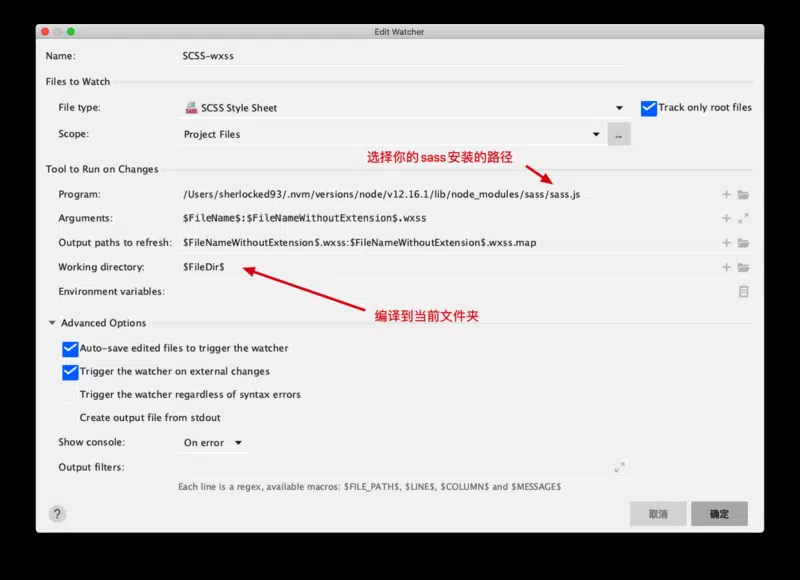 Edit Watcher
Name: SCSS-wxss
Files to Watch
File type: SCSS Style Sheet Track only root files
Scope: Project Files ...
选择你的sass安装的路径
Tool to Run on Changes
Program: /Users/sherlocked93/.nvm/versions/node/v12.16.1/lib/node_modules/sass/sass.js
Arguments: $FileName$:$FileNameWithoutExtension$.wxss
Output paths to refresh: $FileNameWithoutExtension$.wxss:$FileNameWithoutExtension$.wxss.map
Working directory: $FileDir$
Environment variables:
编译到当前文件夹
Advanced Options
Auto-save edited files to trigger the watcher
Trigger the watcher on external changes
Trigger the watcher regardless of syntax errors
Create output file from stdout
Show console: On error
Output filters:
Each line is a regex, available macros: $FILE_PATH$, $LINE$, $COLUMN$ and $MESSAGE$
? 取消 确定